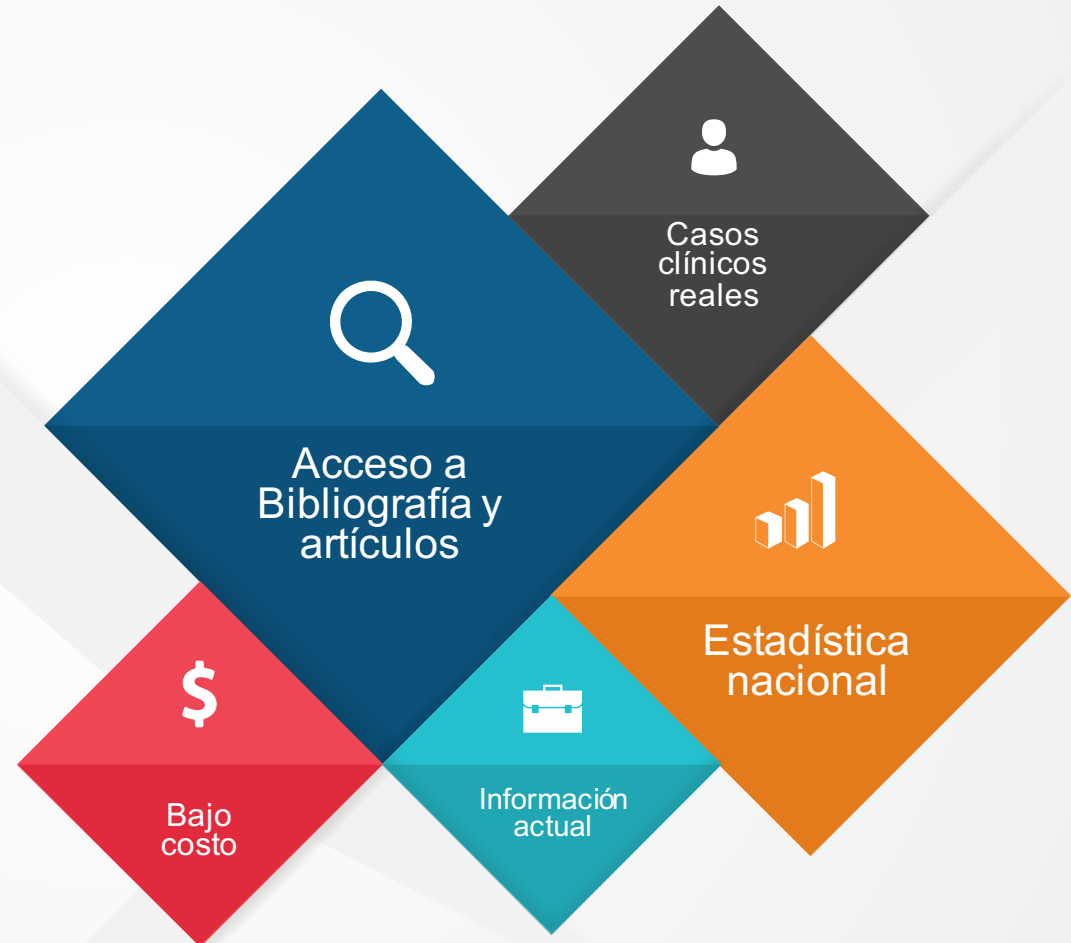 Casos
clínicos
reales
Acceso a
Bibliografía y
artículos
Estadística
nacional
$
Bajo
costo
Información
actual